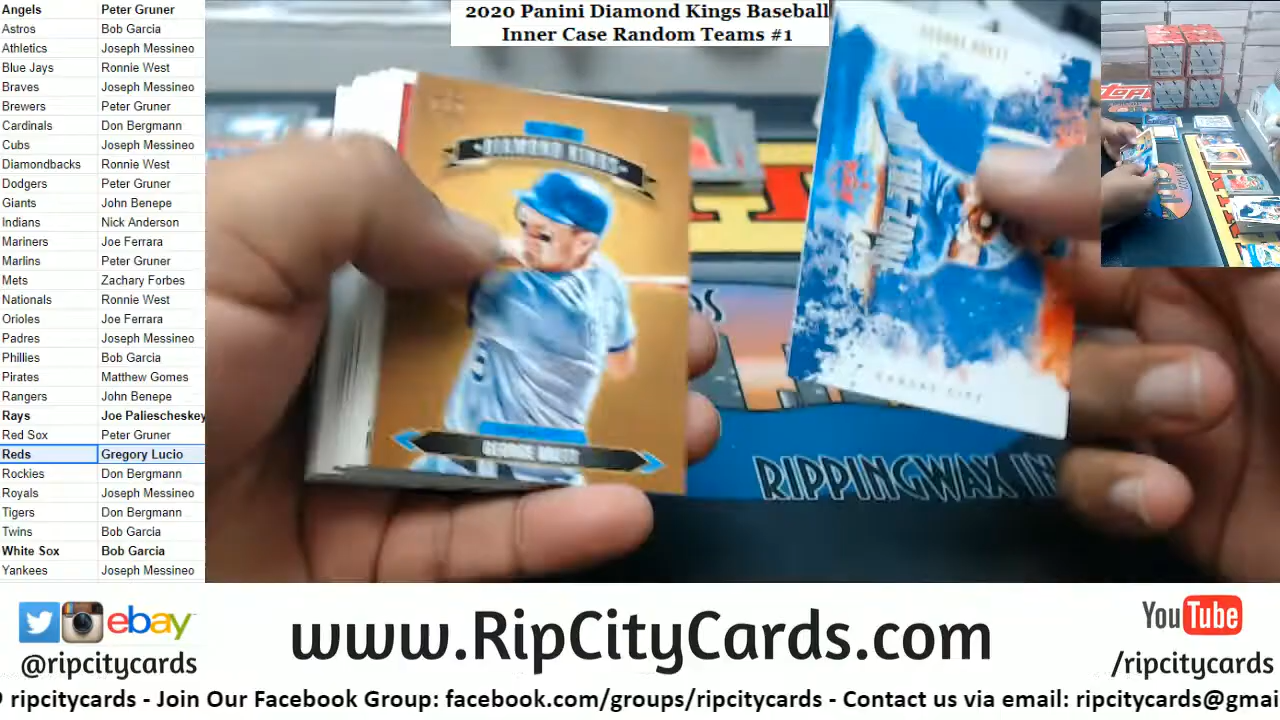 2020 Panini Diamond Kings Baseball
Inner Case Random Teams #1
Angels Peter Gruner
Astros Bob Garcia
Athletics Joseph Messineo
Blue Jays Ronnie West
Braves Joseph Messineo
Brewers Peter Gruner
Cardinals Don Bergmann
Cubs Joseph Messineo
Diamondbacks Ronnie West
Dodgers Peter Gruner
Giants John Benepe
Indians Nick Anderson
Mariners Joe Ferrara
Marlins Peter Gruner
Mets Zachary Forbes
Nationals Ronnie West
Orioles Joe Ferrara
Padres Joseph Messineo
Phillies Bob Garcia
Pirates Matthew Gomes
Rangers John Benepe
Rays Joe Paliescheskey
Red Sox Peter Gruner
Reds Gregory Lucio
Rockies Don Bergmann
Royals Joseph Messineo
Tigers Don Bergmann
Twins Bob Garcia
White Sox Bob Garcia
Yankees Joseph Messineo
DIAMOND KINGS
GEORGE BRETT
GEORGE BRETT
KANSAS CITY
RIPPINGWAX IN
ebay
@ripcitycards
www.RipCityCards.com
YouTube
/ripcitycards
ripcitycards - Join Our Facebook Group: facebook.com/groups/ripcitycards - Contact us via email: ripcitycards@gmai